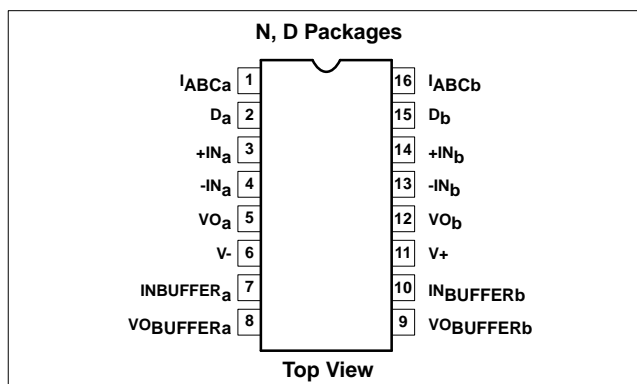 N, D Packages
IABCa 1 16 IABCb
Da 2 15 Db
+INa 3 14 +INb
-INa 4 13 -INb
VOa 5 12 VOb
V- 6 11 V+
INBUFFERa 7 10 INBUFFERb
VOBUFFERa 8 9 VOBUFFERb
Top View